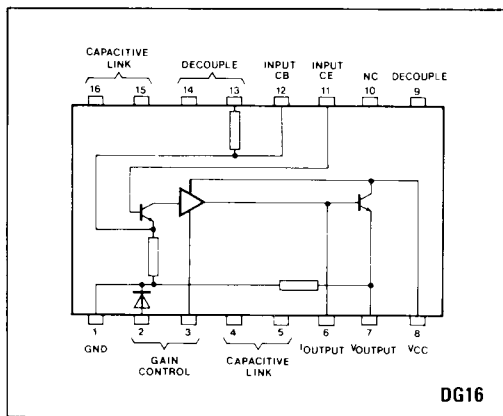 CAPACITIVE LINK
DECOUPLE
INPUT CB
INPUT CE
NC
DECOUPLE
16 15 14 13 12 11 10 9
1 2 3 4 5 6 7 8
GND
GAIN CONTROL
CAPACITIVE LINK
IOUTPUT
VOUTPUT
VCC
DG16